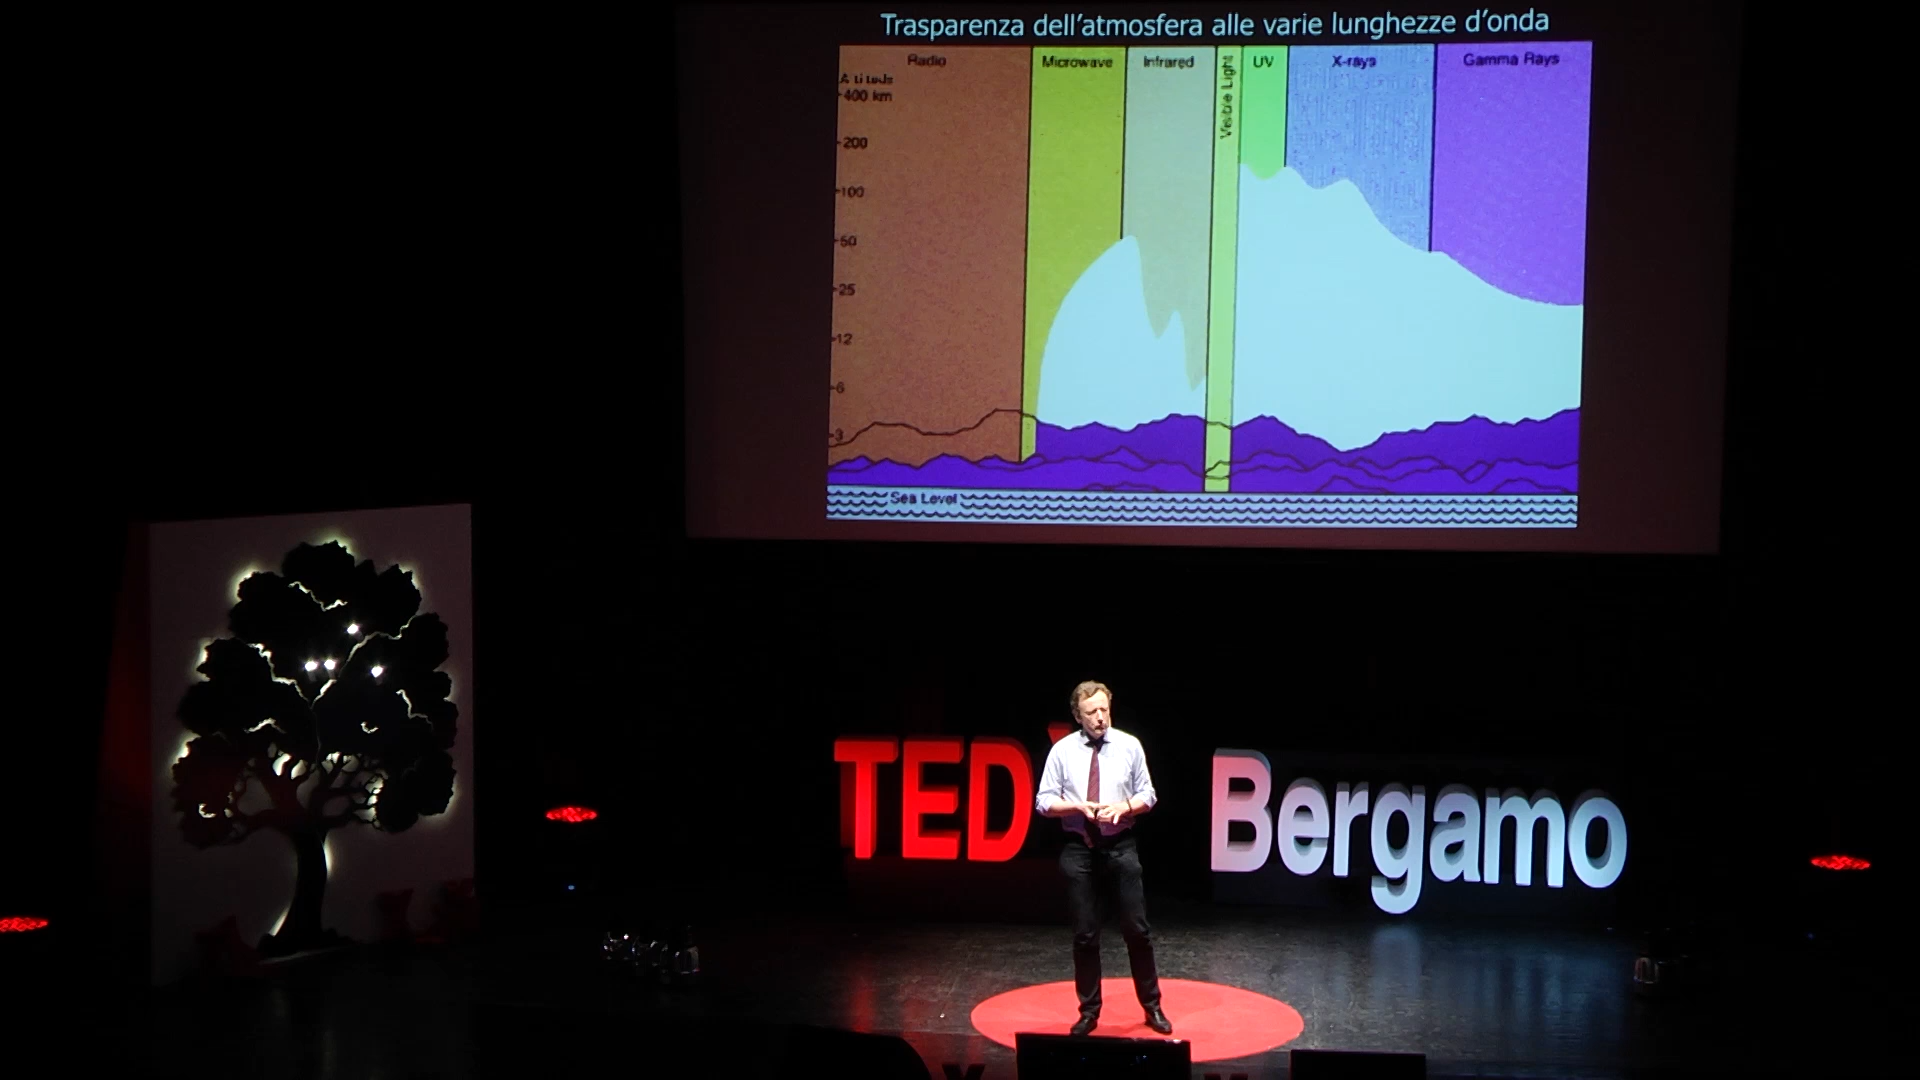 Trasparenza dell'atmosfera alle varie lunghezze d'onda
Radio Microwave Infrared Visible Light UV X-rays Gamma Rays
400 km
200
100
50
25
12
6
3
Sea Level
TEDx Bergamo